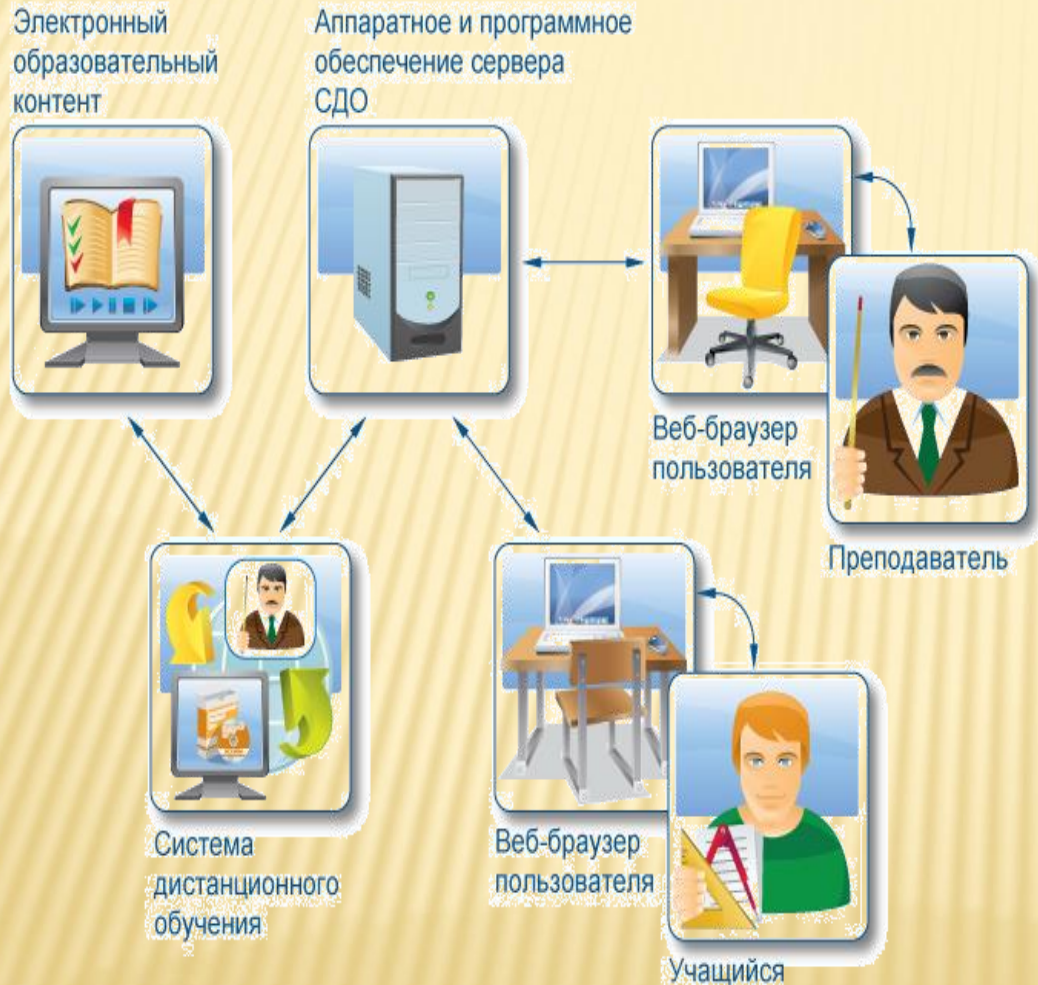 Электронный
образовательный
контент
Аппаратное и программное
обеспечение сервера
СДО
Веб-браузер
пользователя
Преподаватель
Система
дистанционного
обучения
Веб-браузер
пользователя
Учащийся